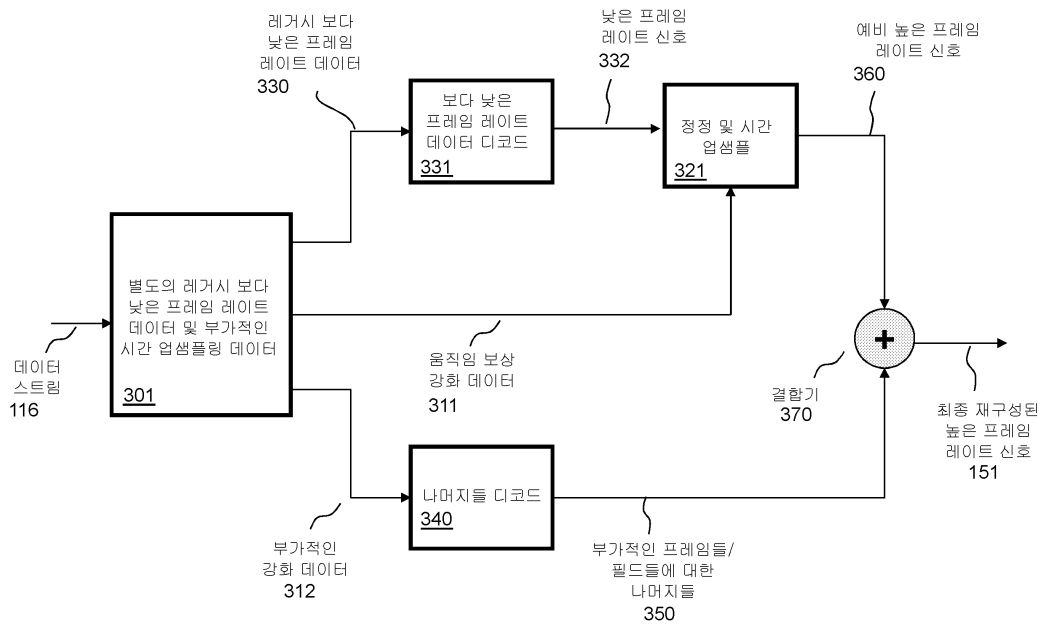 레거시 보다
낮은 프레임
레이트 데이터
330
낮은 프레임
레이트 신호
332
예비 높은 프레임
레이트 신호
360
보다 낮은
프레임 레이트
데이터 디코드
331
정정 및 시간
업샘플
321
별도의 레거시 보다
낮은 프레임 레이트
데이터 및 부가적인
시간 업샘플링 데이터
301
데이터
스트림
116
움직임 보상
강화 데이터
311
+
결합기
370
최종 재구성된
높은 프레임
레이트 신호
151
나머지들 디코드
340
부가적인
강화 데이터
312
부가적인 프레임들/
필드들에 대한
나머지들
350